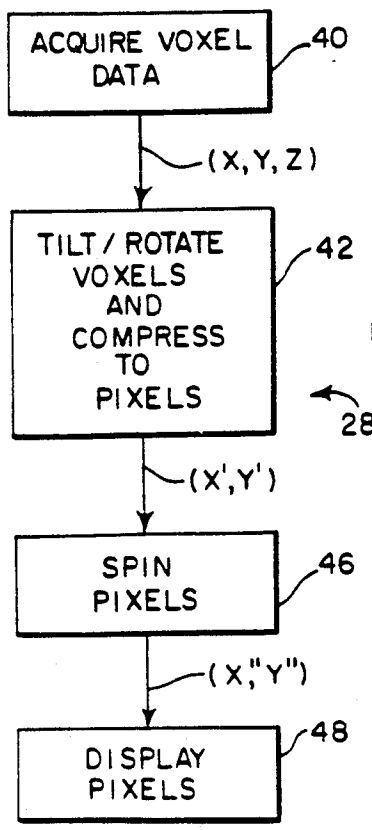 ACQUIRE VOXEL
DATA
40
(X,Y,Z)
TILT/ROTATE
VOXELS
AND
COMPRESS
TO
PIXELS
42
28
(X',Y')
SPIN
PIXELS
46
(X,"Y")
DISPLAY
PIXELS
48